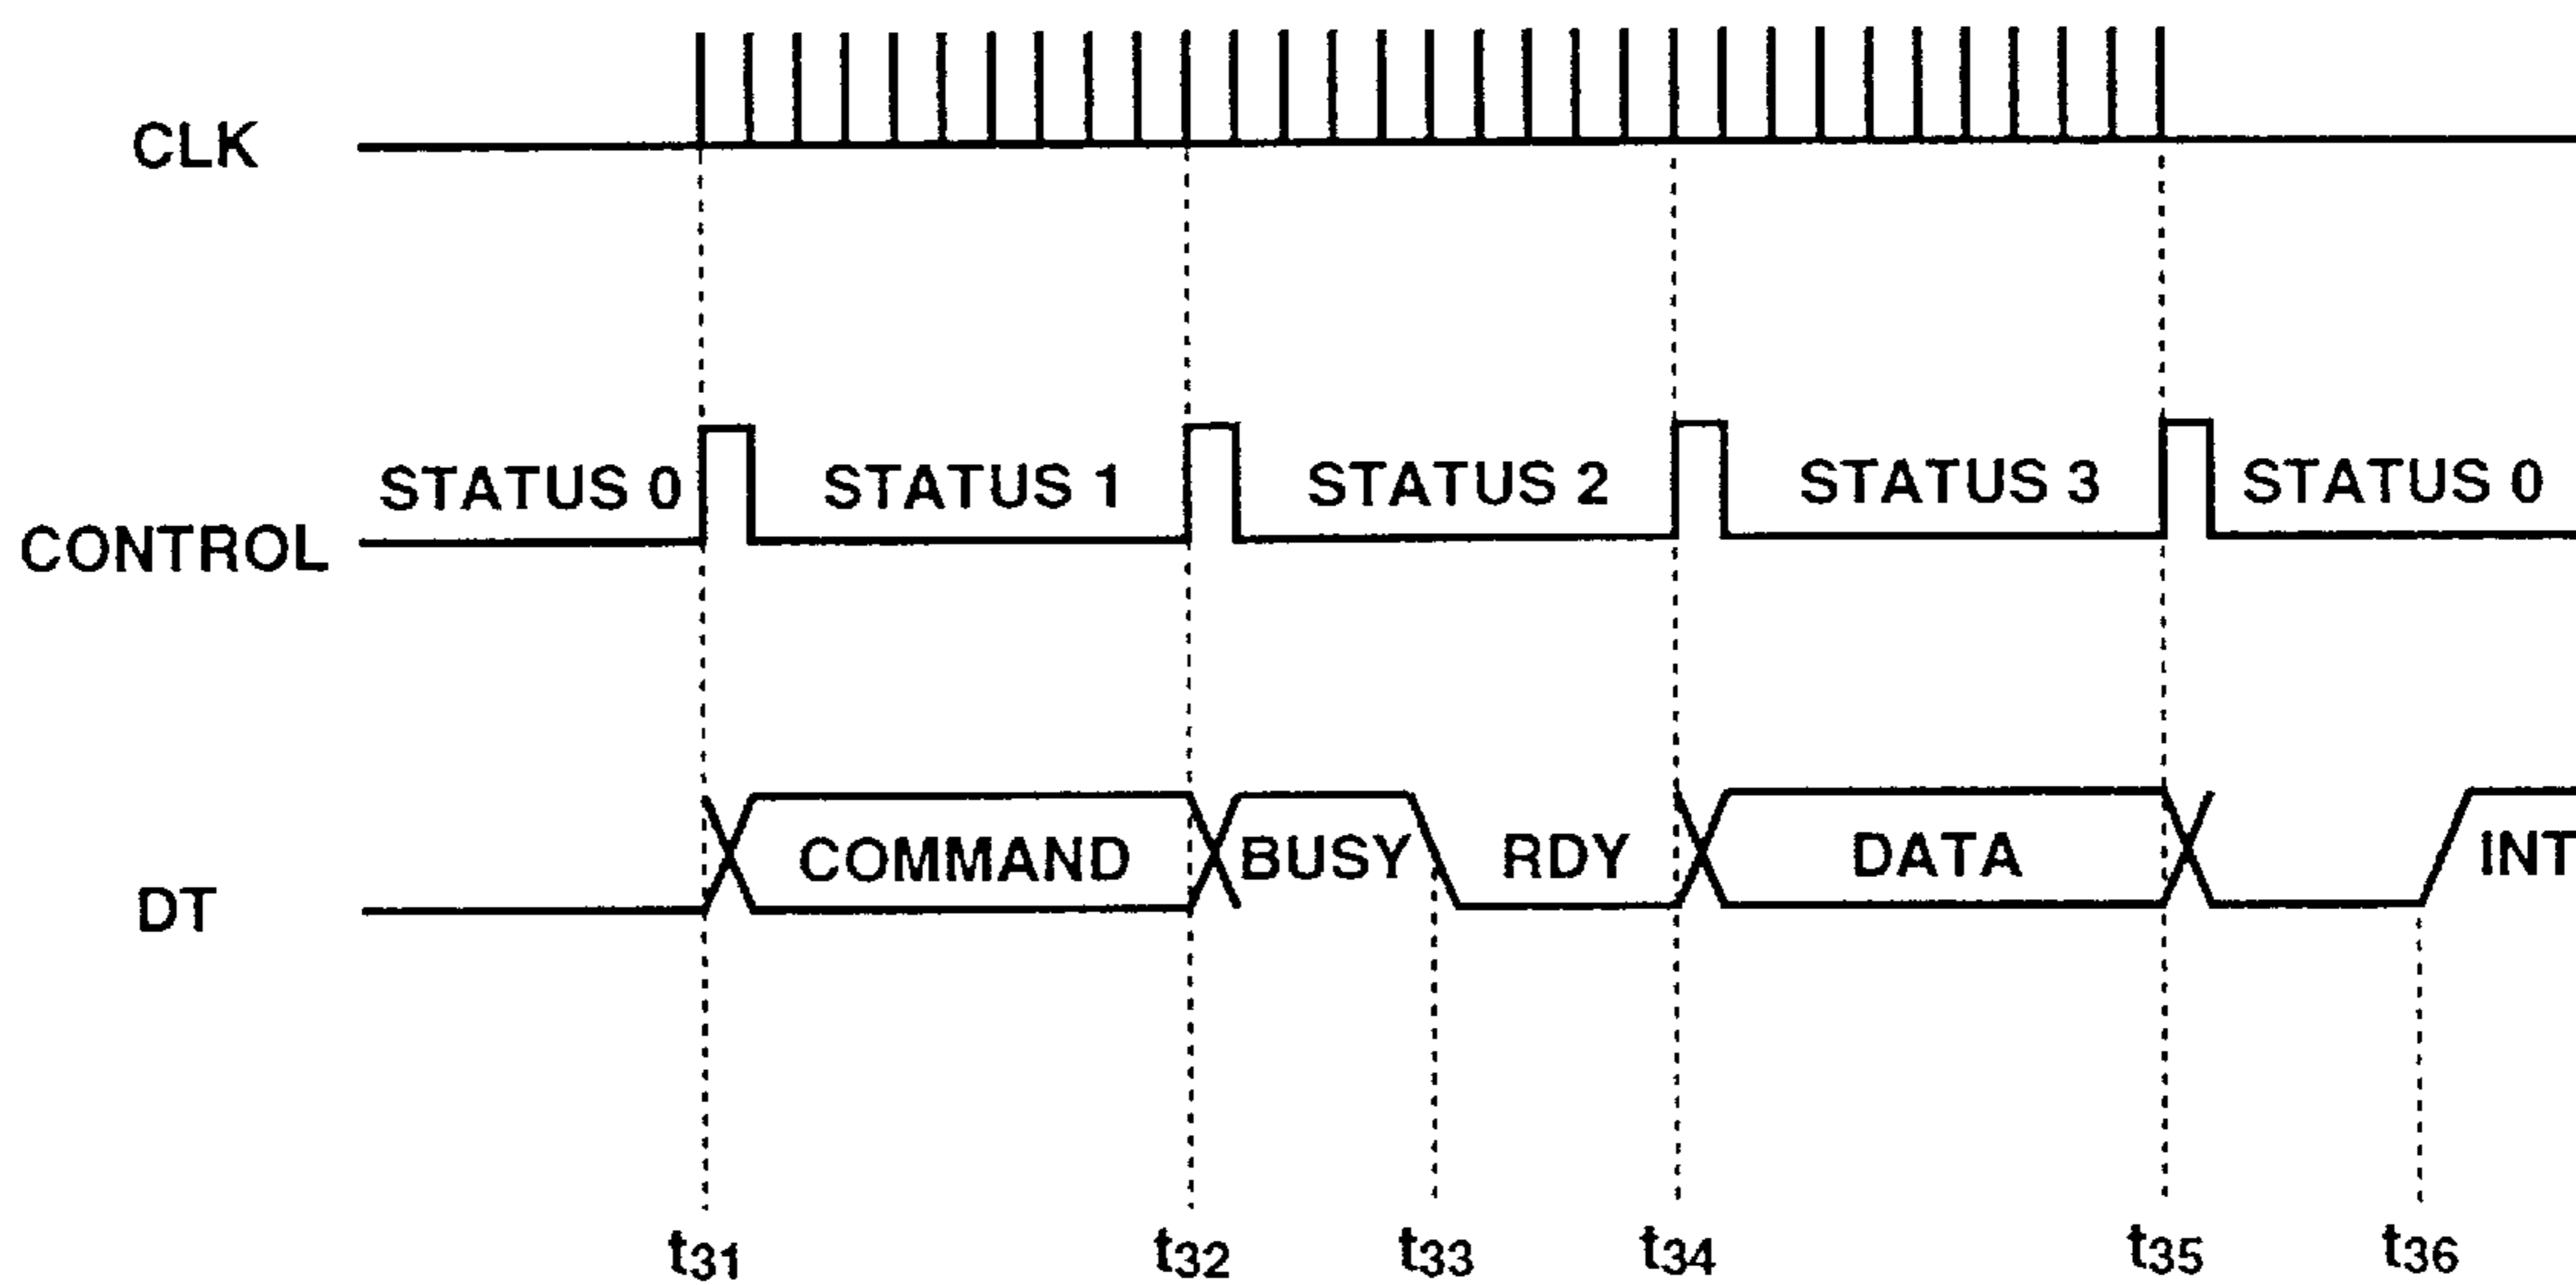 CLK
STATUS 0 STATUS 1 STATUS 2 STATUS 3 STATUS 0
CONTROL
COMMAND BUSY RDY DATA INT
DT
t31 t32 t33 t34 t35 t36